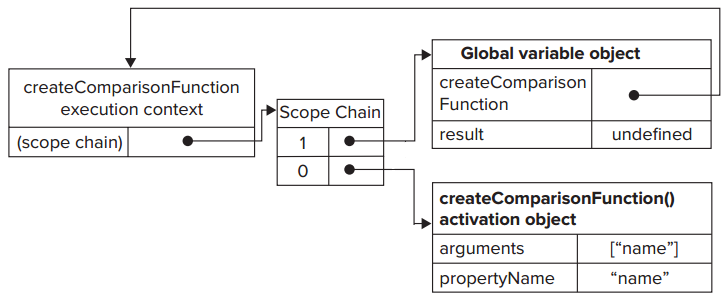 createComparisonFunction
execution context
(scope chain)
Scope Chain
1
0
Global variable object
createComparison
Function
result undefined
createComparisonFunction()
activation object
arguments [“name”]
propertyName “name”